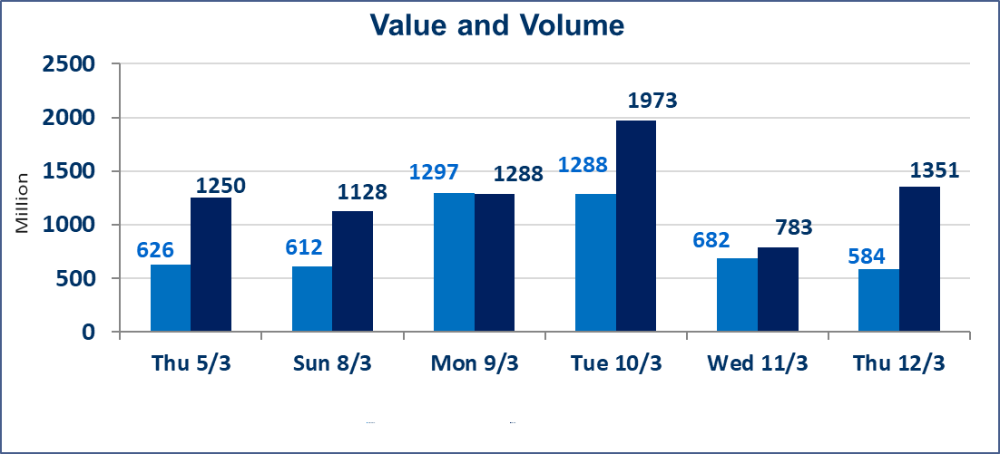 Value and Volume
2500
2000
1500
1000
500
0
Million
626
1250
612
1128
1297
1288
1288
1973
682
783
584
1351
Thu 5/3
Sun 8/3
Mon 9/3
Tue 10/3
Wed 11/3
Thu 12/3